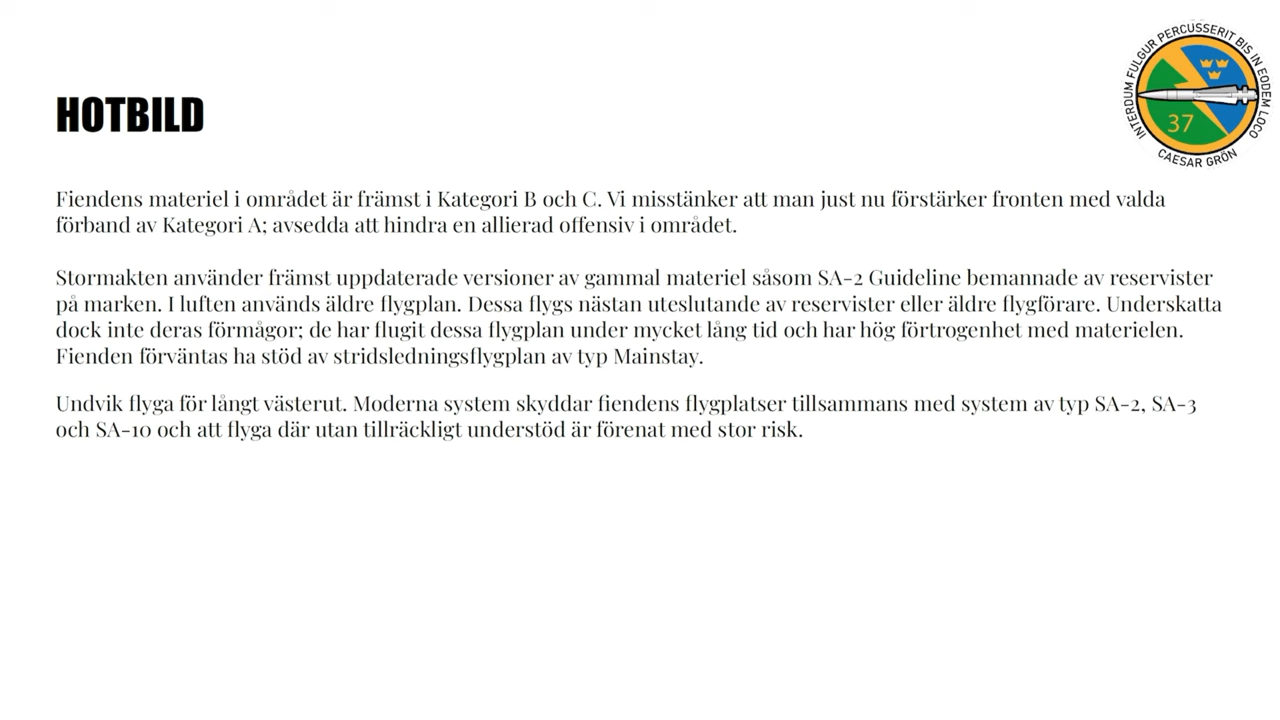 INTERDUM FULGUR PERCUSSERIT BIS IN EODEM LOCO
37
CAESAR GRÖN
HOTBILD
Fiendens materiel i området är främst i Kategori B och C. Vi misstänker att man just nu förstärker fronten med valda
förband av Kategori A; avsedda att hindra en allierad offensiv i området.
Stormakten använder främst uppdaterade versioner av gammal materiel såsom SA-2 Guideline bemannade av reservister
på marken. I luften används äldre flygplan. Dessa flygs nästan uteslutande av reservister eller äldre flygförare. Underskatta
dock inte deras förmågor; de har flugit dessa flygplan under mycket lång tid och har hög förtrogenhet med materielen.
Fienden förväntas ha stöd av stridsledningsflygplan av typ Mainstay.
Undvik flyga för långt västerut. Moderna system skyddar fiendens flygplatser tillsammans med system av typ SA-2, SA-3
och SA-10 och att flyga där utan tillräckligt understöd är förenat med stor risk.